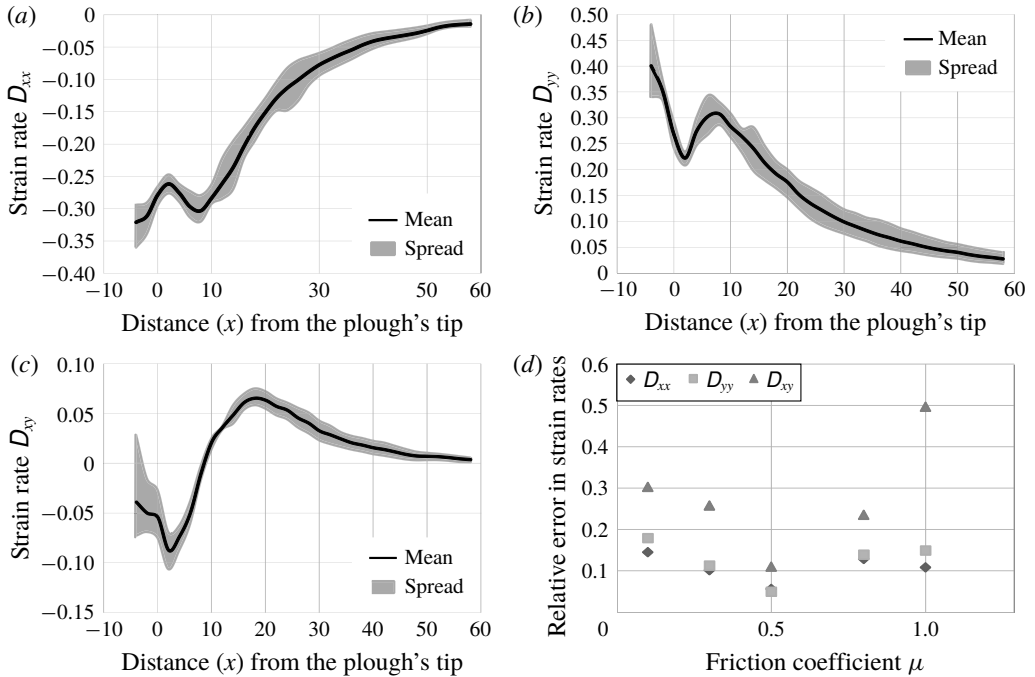 (a)
0
−0.05
−0.10
−0.15
−0.20
−0.25
−0.30
−0.35
−0.40
Strain rate Dxx
Mean
Spread
−10 0 10 30 50 60
Distance (x) from the plough's tip
(b)
0.50
0.45
0.40
0.35
0.30
0.25
0.20
0.15
0.10
0.05
0
Strain rate Dyy
Mean
Spread
−10 0 10 20 30 40 50 60
Distance (x) from the plough's tip
(c)
0.10
0.05
0
−0.05
−0.10
−0.15
Strain rate Dxy
Mean
Spread
−10 0 10 20 30 40 50 60
Distance (x) from the plough's tip
(d)
0.6
0.5
0.4
0.3
0.2
0.1
0
Relative error in strain rates
Dxx Dyy Dxy
0.5 1.0
Friction coefficient μ